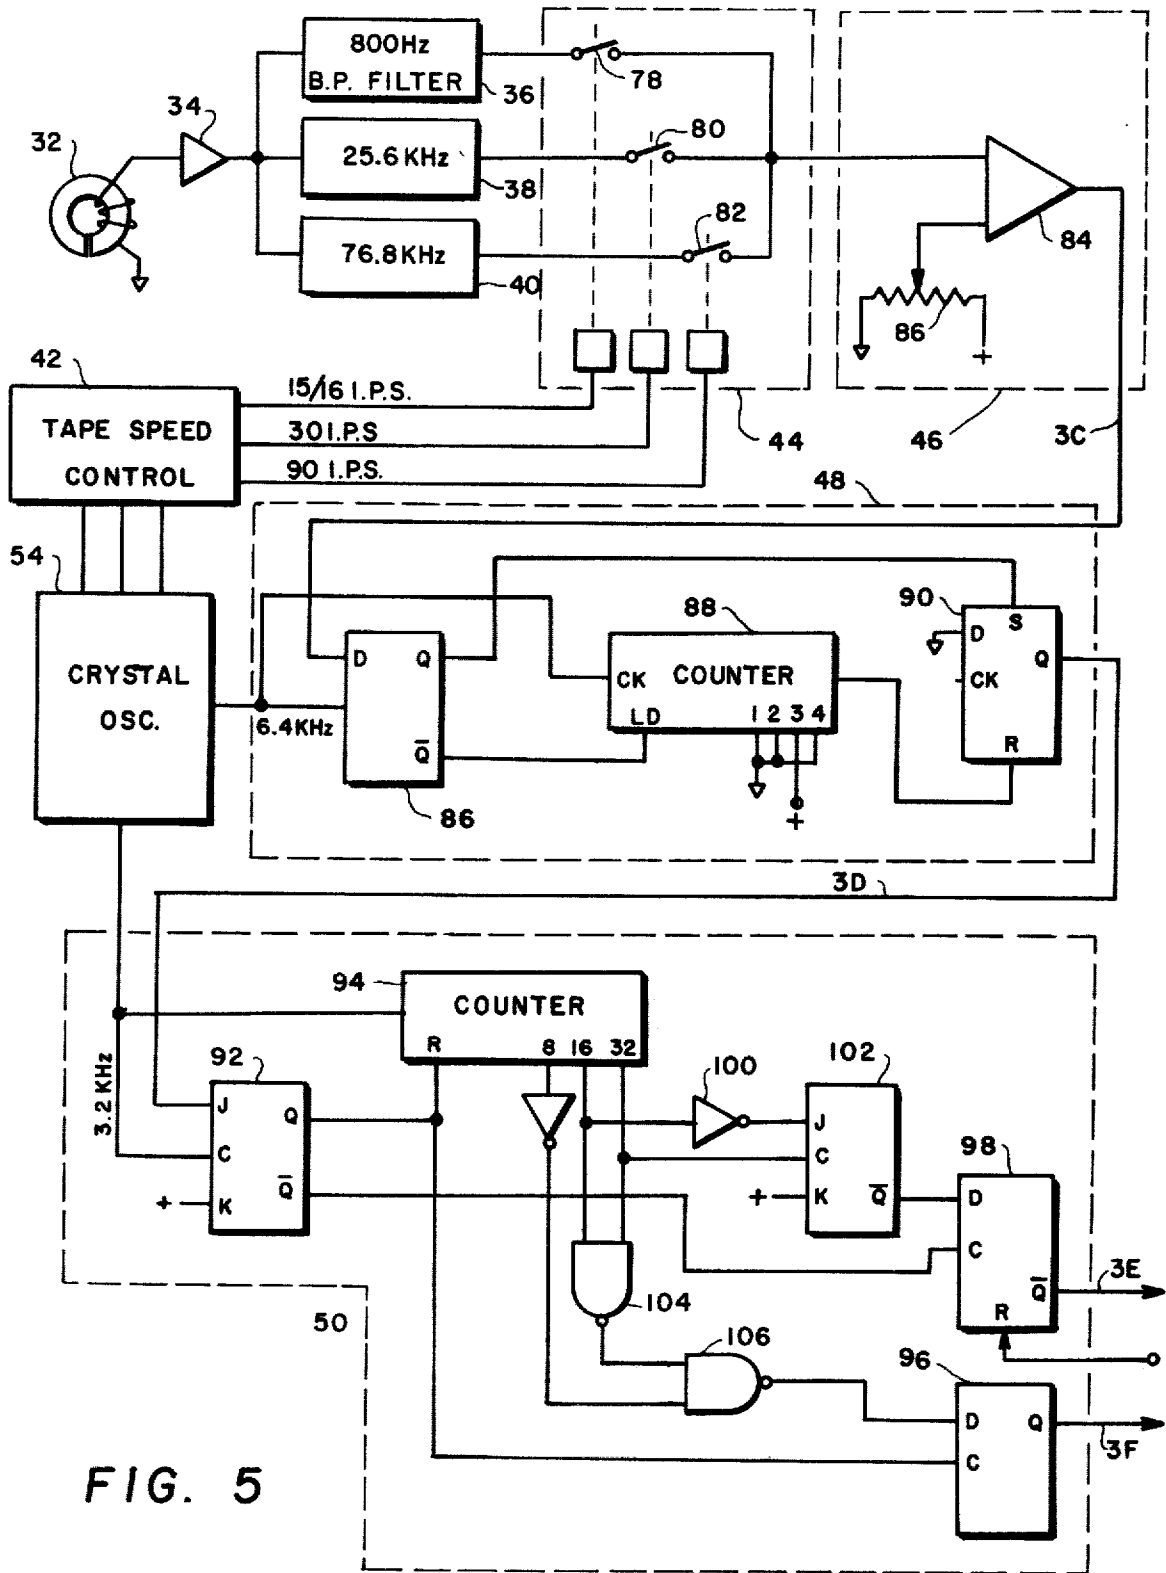 800Hz
B.P. FILTER
36
78
34
32
25.6 KHz
38
80
76.8 KHz
40
82
84
86
+
42
TAPE SPEED
CONTROL
15/16 I.P.S.
30 I.P.S
90 I.P.S.
44
46
3C
48
54
CRYSTAL
OSC.
6.4 KHz
D Q
Q̅
86
88
CK COUNTER
LD 1 2 3 4
+
90
D S
Q
CK
R
3D
94
COUNTER
R 8 16 32
3.2 KHz
92
J Q
C
K Q̅
+
100
102
J
C
K Q̅
+
98
D
C
R Q̅
3E
104
50
106
96
D Q
C
3F
FIG. 5